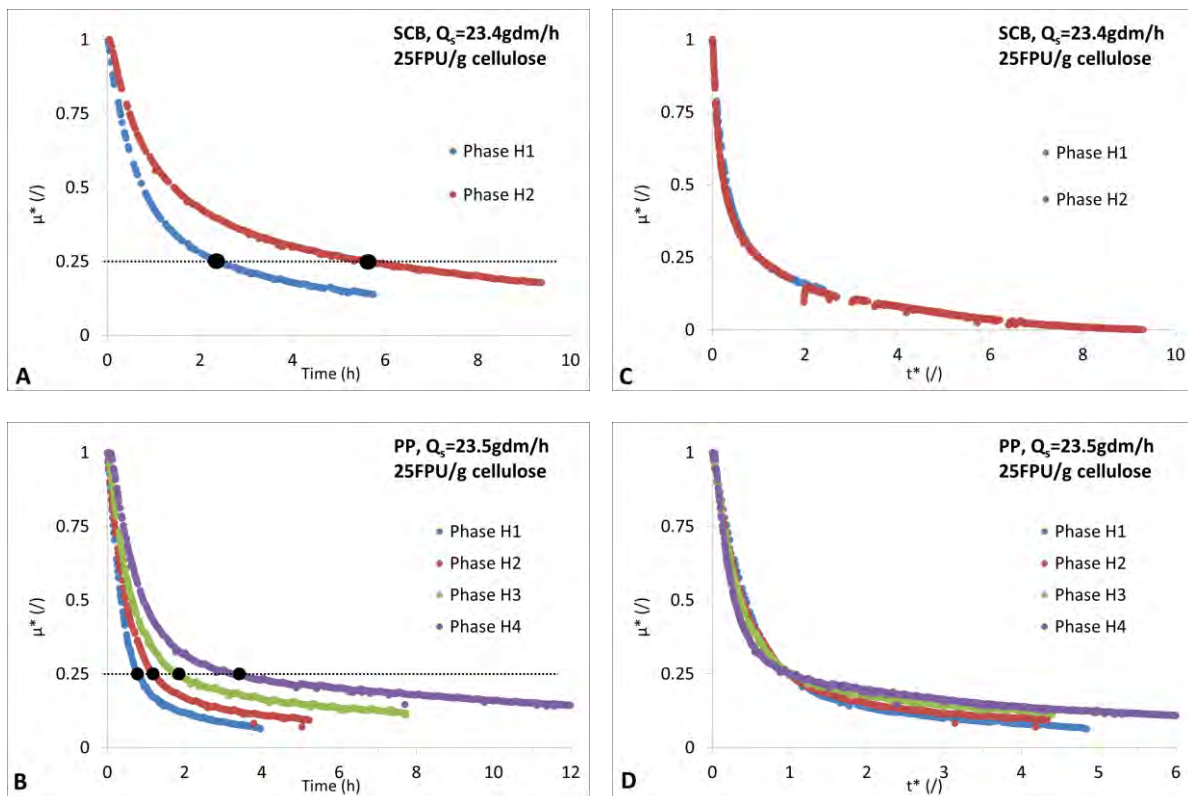 SCB, Qs=23.4gdm/h
25FPU/g cellulose
1
0.75
0.5
0.25
0
µ* (/)
Phase H1
Phase H2
0 2 4 6 8 10
Time (h)
A
SCB, Qs=23.4gdm/h
25FPU/g cellulose
1
0.75
0.5
0.25
0
µ* (/)
Phase H1
Phase H2
0 2 4 6 8 10
t* (/)
C
PP, Qs=23.5gdm/h
25FPU/g cellulose
1
0.75
0.5
0.25
0
µ* (/)
Phase H1
Phase H2
Phase H3
Phase H4
0 2 4 6 8 10 12
Time (h)
B
PP, Qs=23.5gdm/h
25FPU/g cellulose
1
0.75
0.5
0.25
0
µ* (/)
Phase H1
Phase H2
Phase H3
Phase H4
0 1 2 3 4 5 6
t* (/)
D